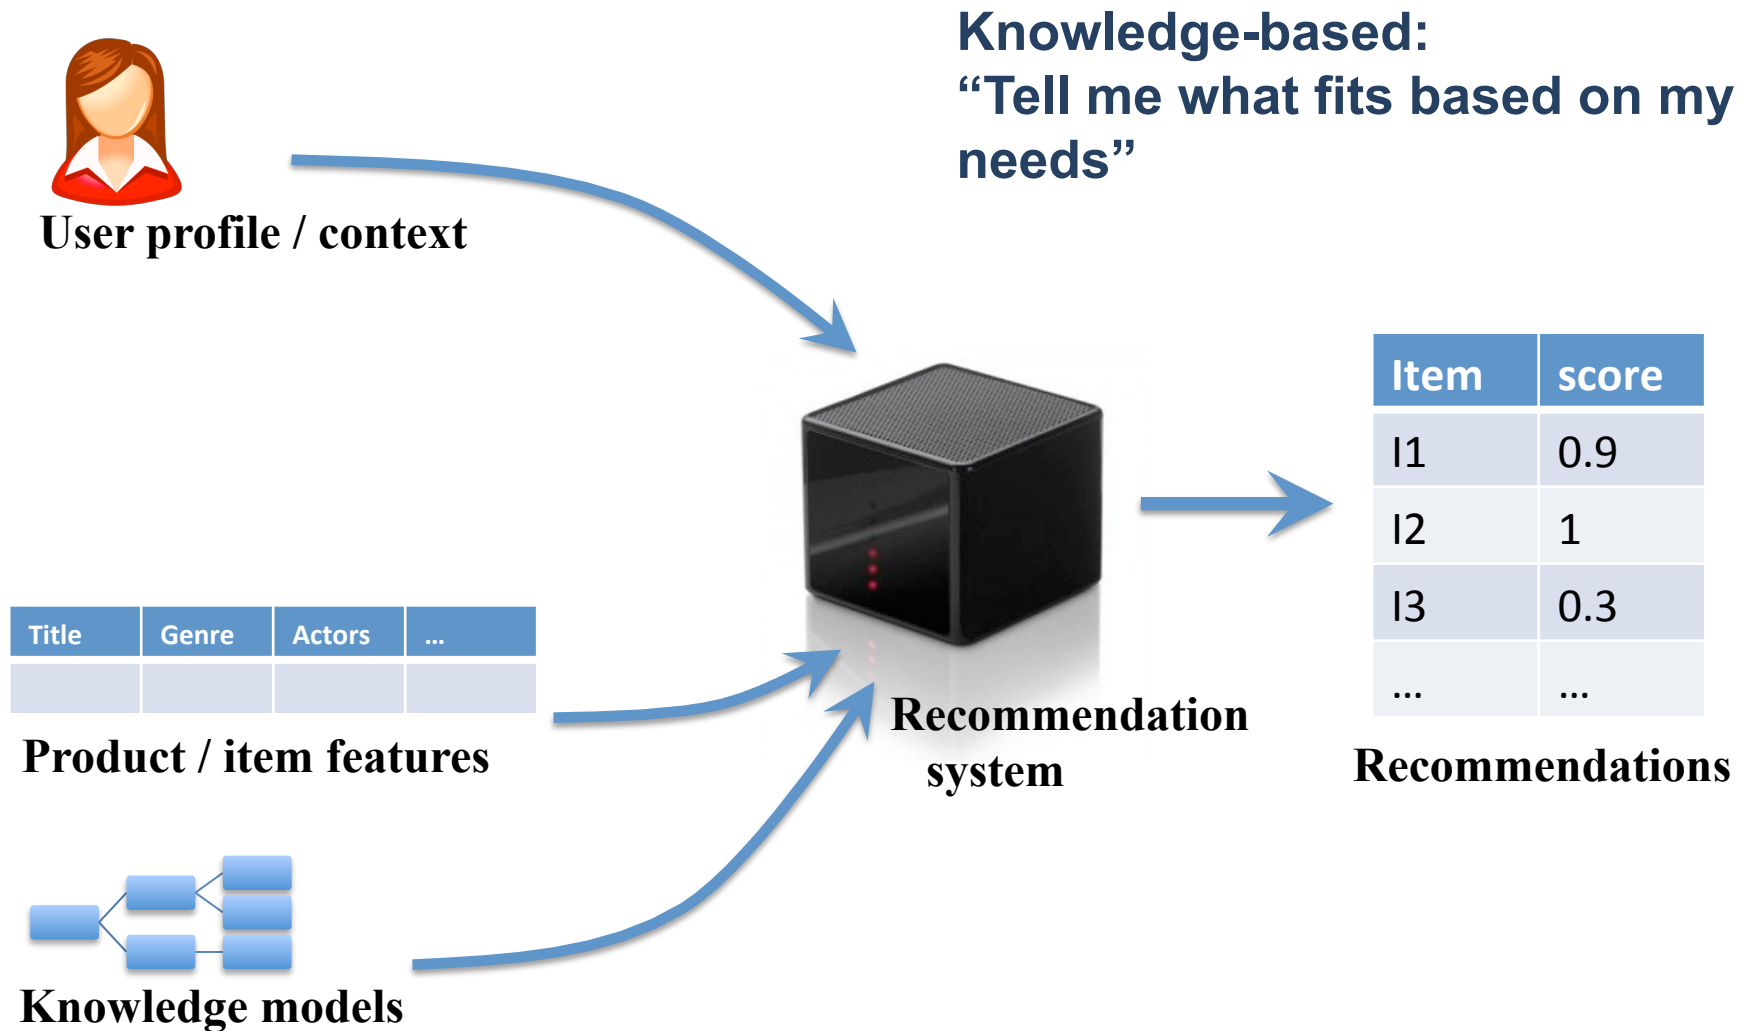 Knowledge-based:
“Tell me what fits based on my
needs”
User profile / context
Title Genre Actors ...
Product / item features
Knowledge models
Recommendation
system
Item score
I1 0.9
I2 1
I3 0.3
... ...
Recommendations